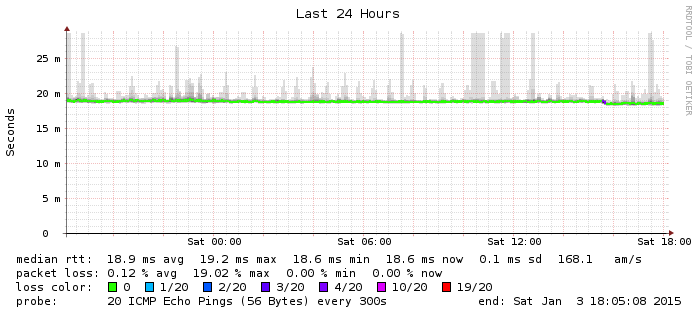 Last 24 Hours
RRDTOOL / TOBI OETIKER
Seconds
25 m
20 m
15 m
10 m
5 m
0
Sat 00:00 Sat 06:00 Sat 12:00 Sat 18:00
median rtt: 18.9 ms avg 19.2 ms max 18.6 ms min 18.6 ms now 0.1 ms sd 168.1 am/s
packet loss: 0.12 % avg 19.02 % max 0.00 % min 0.00 % now
loss color: 0 1/20 2/20 3/20 4/20 10/20 19/20
probe: 20 ICMP Echo Pings (56 Bytes) every 300s end: Sat Jan 3 18:05:08 2015